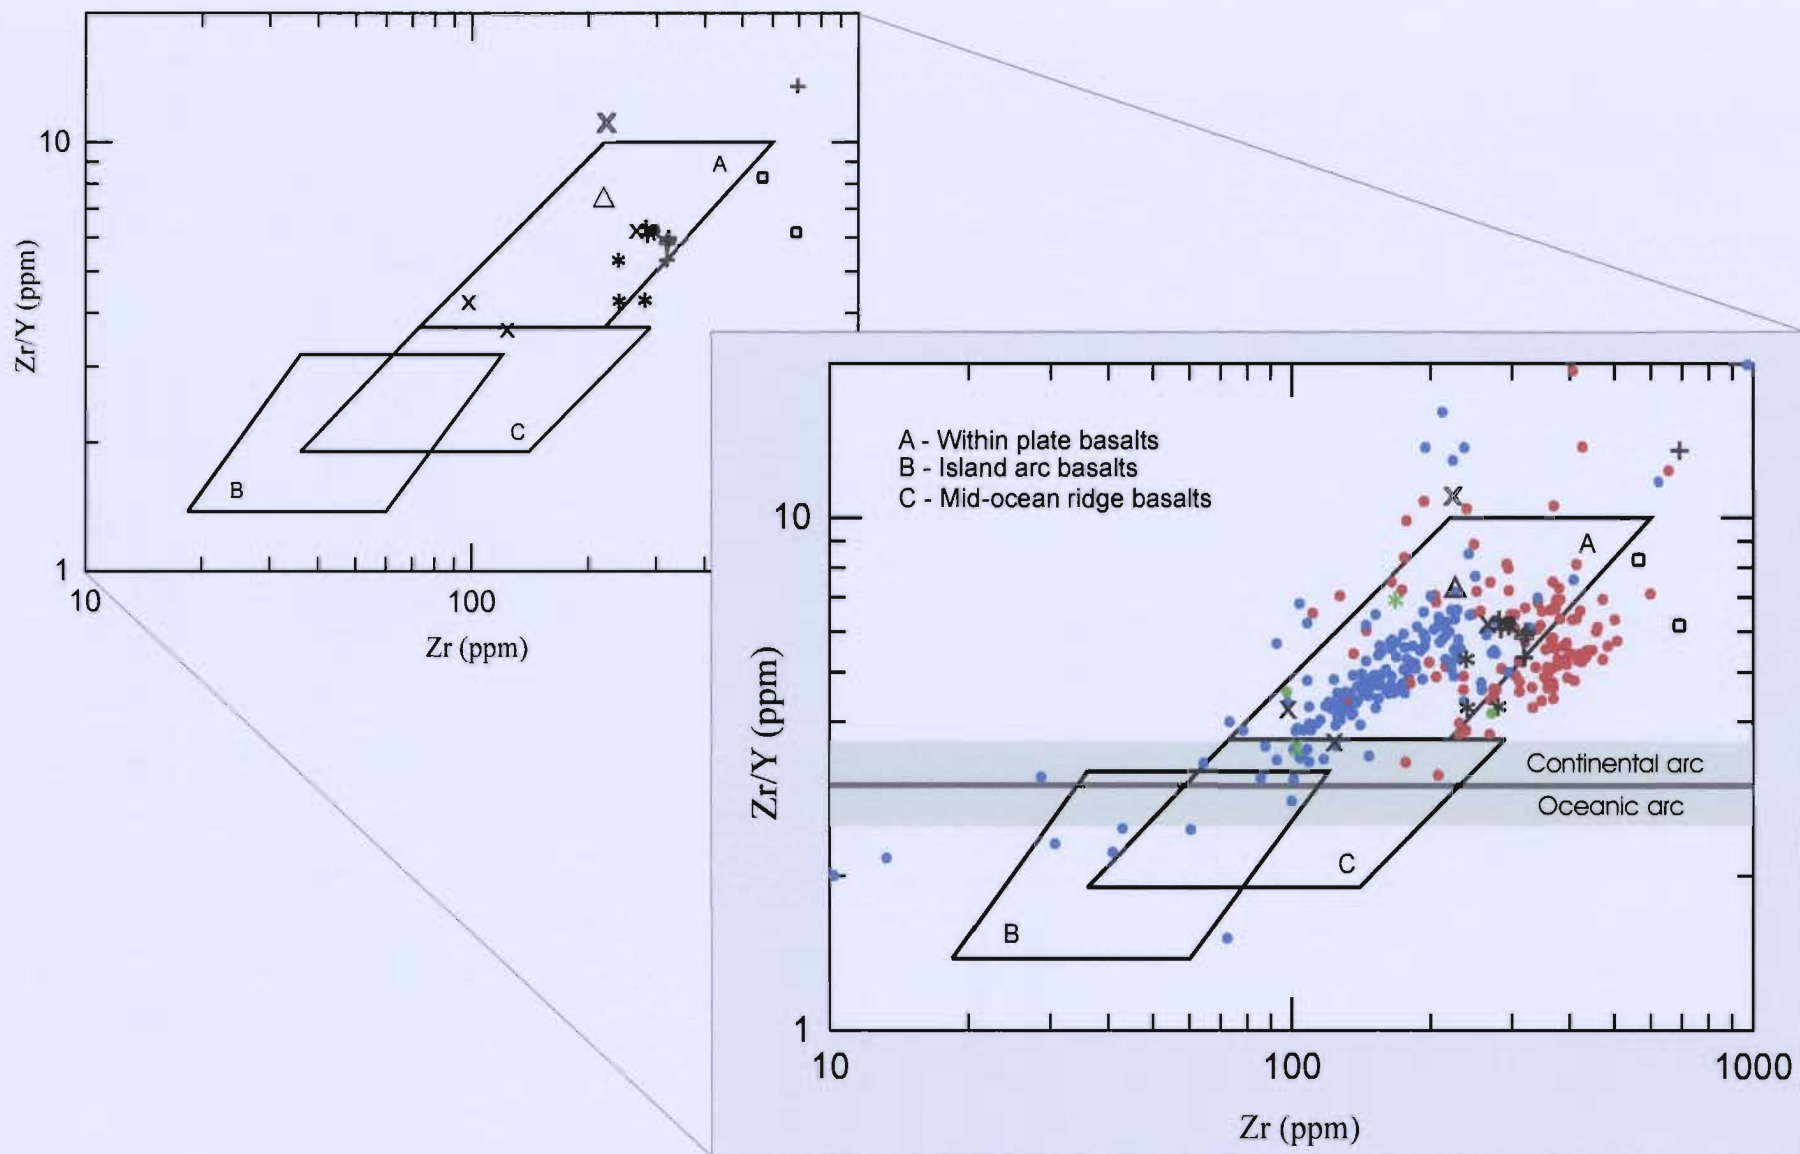 10
A
Zr/Y (ppm)
C
B
1
10
100
Zr (ppm)
A - Within plate basalts
B - Island arc basalts
C - Mid-ocean ridge basalts
10
A
Zr/Y (ppm)
Continental arc
Oceanic arc
C
B
1
10
100
1000
Zr (ppm)